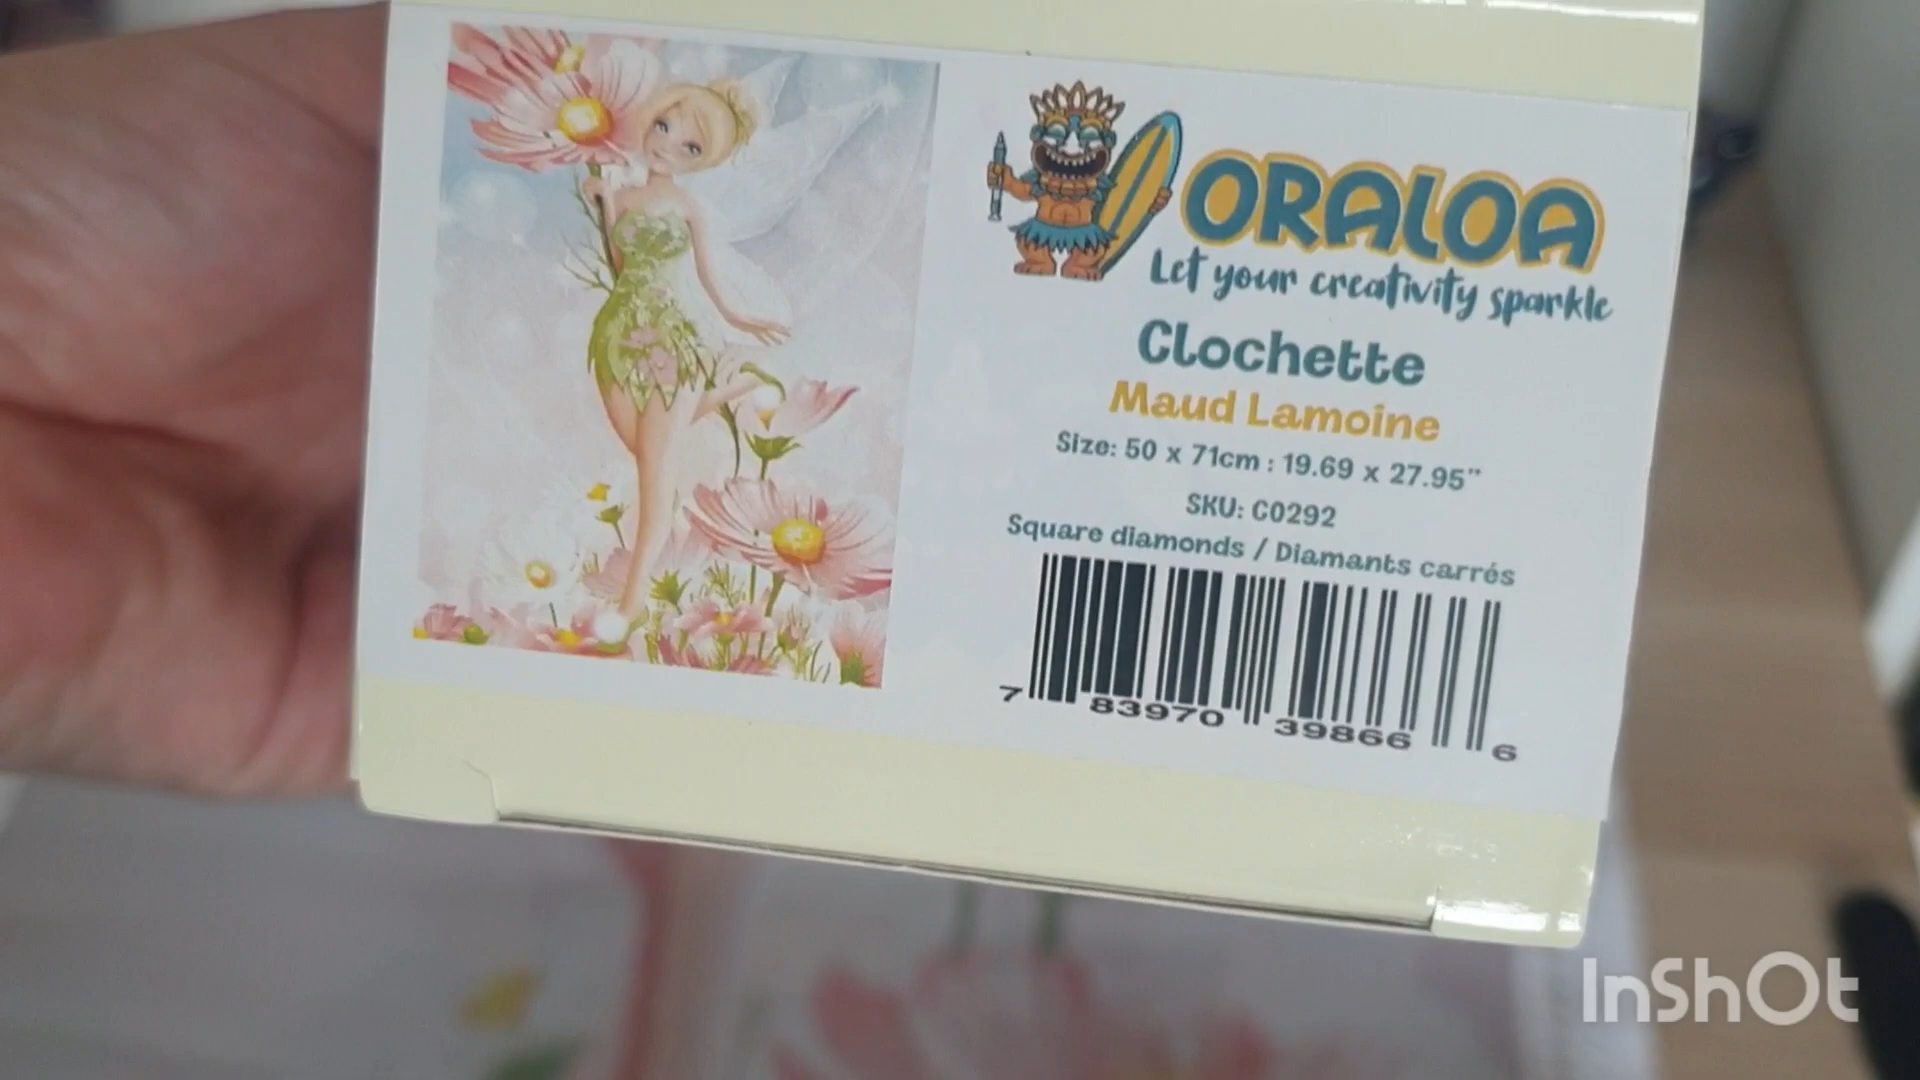 ORALOA
Let your creativity sparkle
Clochette
Maud Lamoine
Size: 50 x 71cm : 19.69 x 27.95"
SKU: C0292
Square diamonds / Diamants carrés
7 83970 39866 6
InShOt